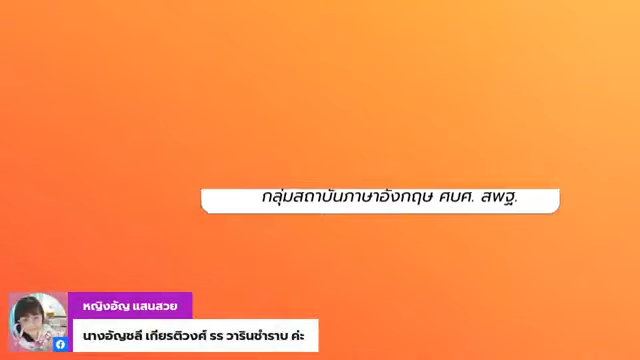 กลุ่มสถาบันภาษาอังกฤษ ศบศ. สพฐ.
หญิงอัญ แสนสวย
นางอัญชลี เกียรติวงศ์ รร วารินชำราบ ค่ะ